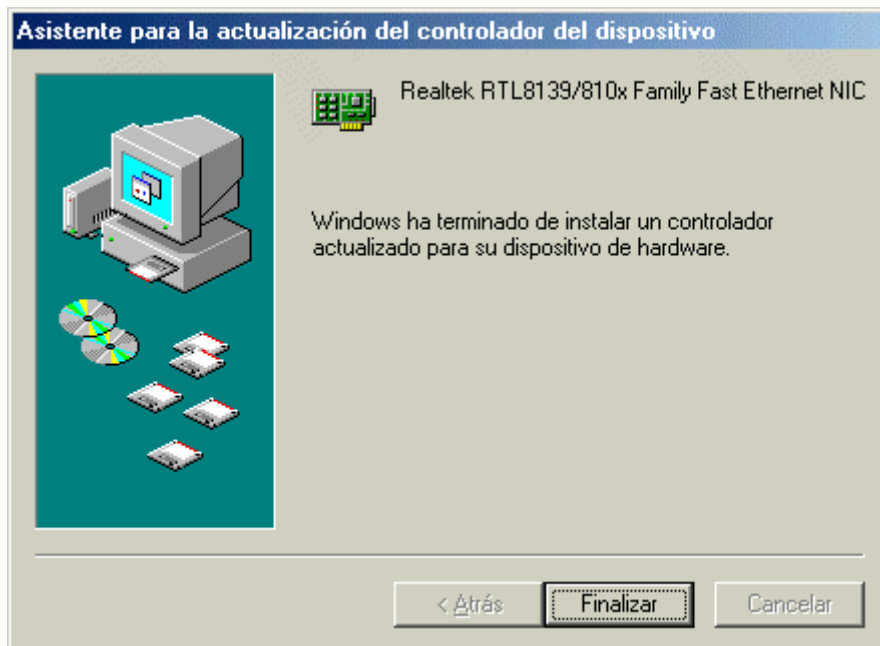 Asistente para la actualización del controlador del dispositivo
Realtek RTL8139/810x Family Fast Ethernet NIC
Windows ha terminado de instalar un controlador
actualizado para su dispositivo de hardware.
< Atrás
Finalizar
Cancelar